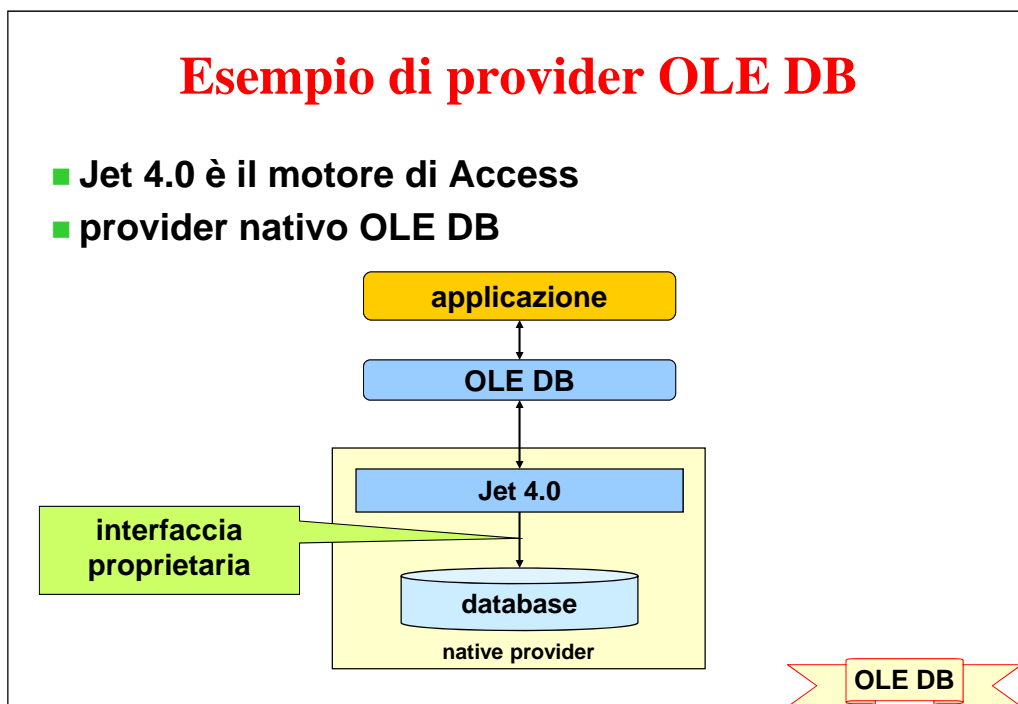 Esempio di provider OLE DB
Jet 4.0 è il motore di Access
provider nativo OLE DB
applicazione
OLE DB
Jet 4.0
interfaccia
proprietaria
database
native provider
OLE DB